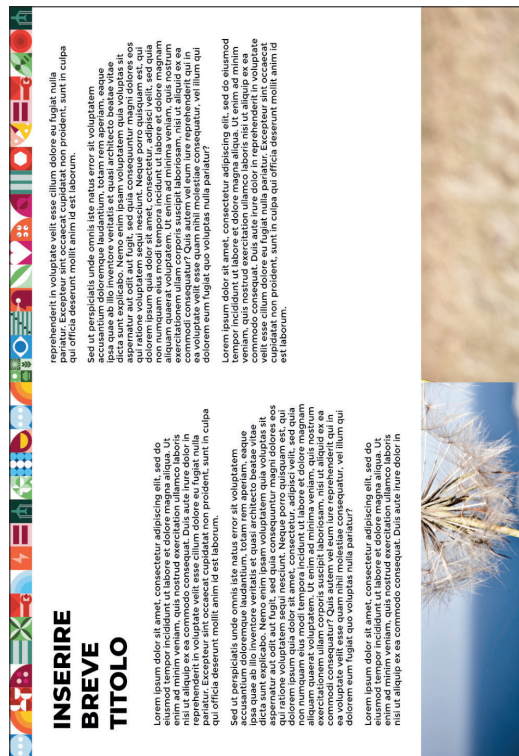 INSERIRE
BREVE
TITOLO
Lorem ipsum dolor sit amet, consectetur adipiscing elit, sed do
eiusmod tempor incididunt ut labore et dolore magna aliqua. Ut
enim ad minim veniam, quis nostrud exercitation ullamco laboris
nisi ut aliquip ex ea commodo consequat. Duis aute irure dolor in
reprehenderit in voluptate velit esse cillum dolore eu fugiat nulla
pariatur. Excepteur sint occaecat cupidatat non proident, sunt in culpa
qui officia deserunt mollit anim id est laborum.
Sed ut perspiciatis unde omnis iste natus error sit voluptatem
accusantium doloremque laudantium, totam rem aperiam, eaque
ipsa quae ab illo inventore veritatis et quasi architecto beatae vitae
dicta sunt explicabo. Nemo enim ipsam voluptatem quia voluptas sit
aspernatur aut odit aut fugit, sed quia consequuntur magni dolores eos
qui ratione voluptatem sequi nesciunt. Neque porro quisquam est, qui
dolorem ipsum quia dolor sit amet, consectetur, adipisci velit, sed quia
non numquam eius modi tempora incidunt ut labore et dolore magnam
aliquam quaerat voluptatem. Ut enim ad minima veniam, quis nostrum
exercitationem ullam corporis suscipit laboriosam, nisi ut aliquid ex ea
commodi consequatur? Quis autem vel eum iure reprehenderit qui in
ea voluptate velit esse quam nihil molestiae consequatur, vel illum qui
dolorem eum fugiat quo voluptas nulla pariatur?
Lorem ipsum dolor sit amet, consectetur adipiscing elit, sed do
eiusmod tempor incididunt ut labore et dolore magna aliqua. Ut
enim ad minim veniam, quis nostrud exercitation ullamco laboris
nisi ut aliquip ex ea commodo consequat. Duis aute irure dolor in
reprehenderit in voluptate velit esse cillum dolore eu fugiat nulla
pariatur. Excepteur sint occaecat cupidatat non proident, sunt in culpa
qui officia deserunt mollit anim id est laborum.
Sed ut perspiciatis unde omnis iste natus error sit voluptatem
accusantium doloremque laudantium, totam rem aperiam, eaque
ipsa quae ab illo inventore veritatis et quasi architecto beatae vitae
dicta sunt explicabo. Nemo enim ipsam voluptatem quia voluptas sit
aspernatur aut odit aut fugit, sed quia consequuntur magni dolores eos
qui ratione voluptatem sequi nesciunt. Neque porro quisquam est, qui
dolorem ipsum quia dolor sit amet, consectetur, adipisci velit, sed quia
non numquam eius modi tempora incidunt ut labore et dolore magnam
aliquam quaerat voluptatem. Ut enim ad minima veniam, quis nostrum
exercitationem ullam corporis suscipit laboriosam, nisi ut aliquid ex ea
commodi consequatur? Quis autem vel eum iure reprehenderit qui in
ea voluptate velit esse quam nihil molestiae consequatur, vel illum qui
dolorem eum fugiat quo voluptas nulla pariatur?
Lorem ipsum dolor sit amet, consectetur adipiscing elit, sed do eiusmod
tempor incididunt ut labore et dolore magna aliqua. Ut enim ad minim
veniam, quis nostrud exercitation ullamco laboris nisi ut aliquip ex ea
commodo consequat. Duis aute irure dolor in reprehenderit in voluptate
velit esse cillum dolore eu fugiat nulla pariatur. Excepteur sint occaecat
cupidatat non proident, sunt in culpa qui officia deserunt mollit anim id
est laborum.